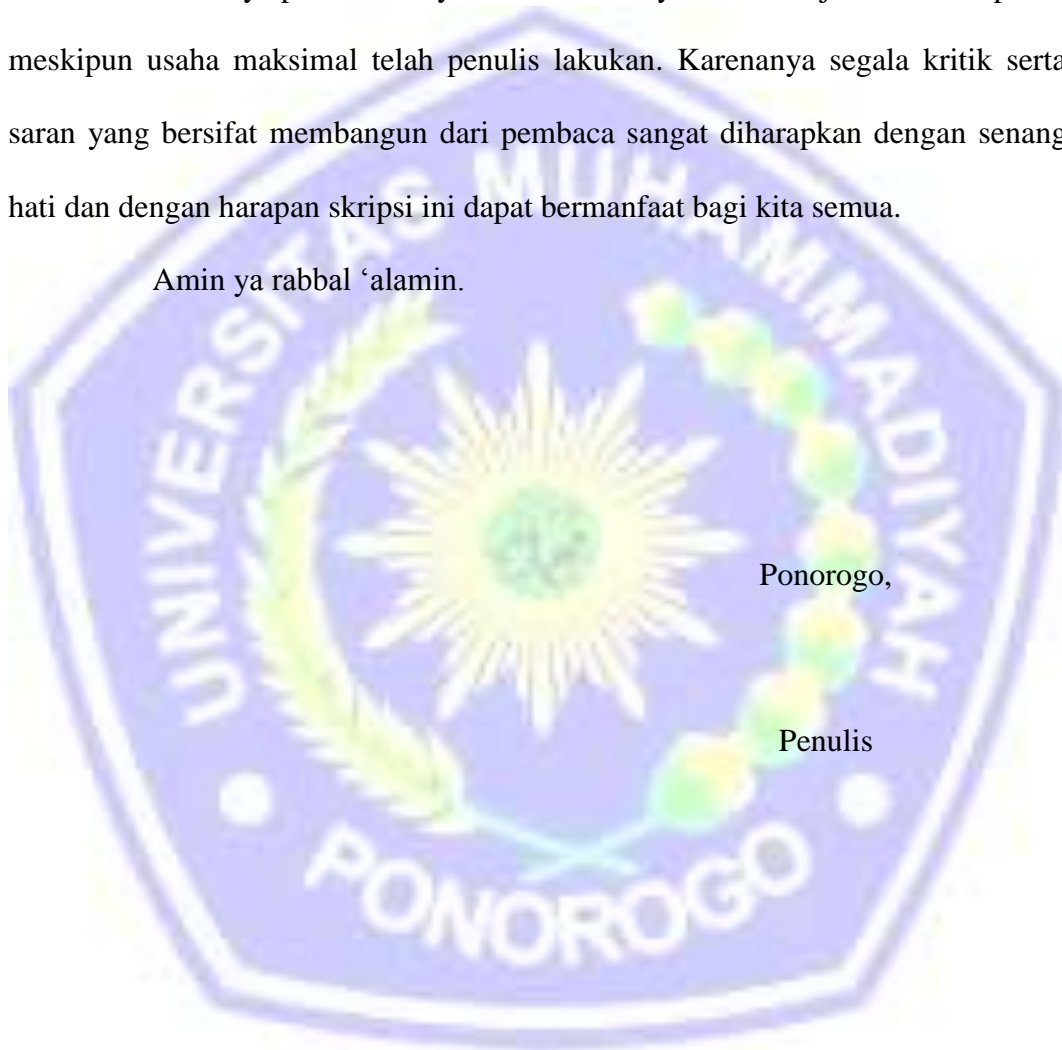 meskipun usaha maksimal telah penulis lakukan. Karenanya segala kritik serta
saran yang bersifat membangun dari pembaca sangat diharapkan dengan senang
hati dan dengan harapan skripsi ini dapat bermanfaat bagi kita semua.
Amin ya rabbal ‘alamin.
UNIVERSITAS MUHAMMADIYAH
Ponorogo,
Penulis
PONOROGO